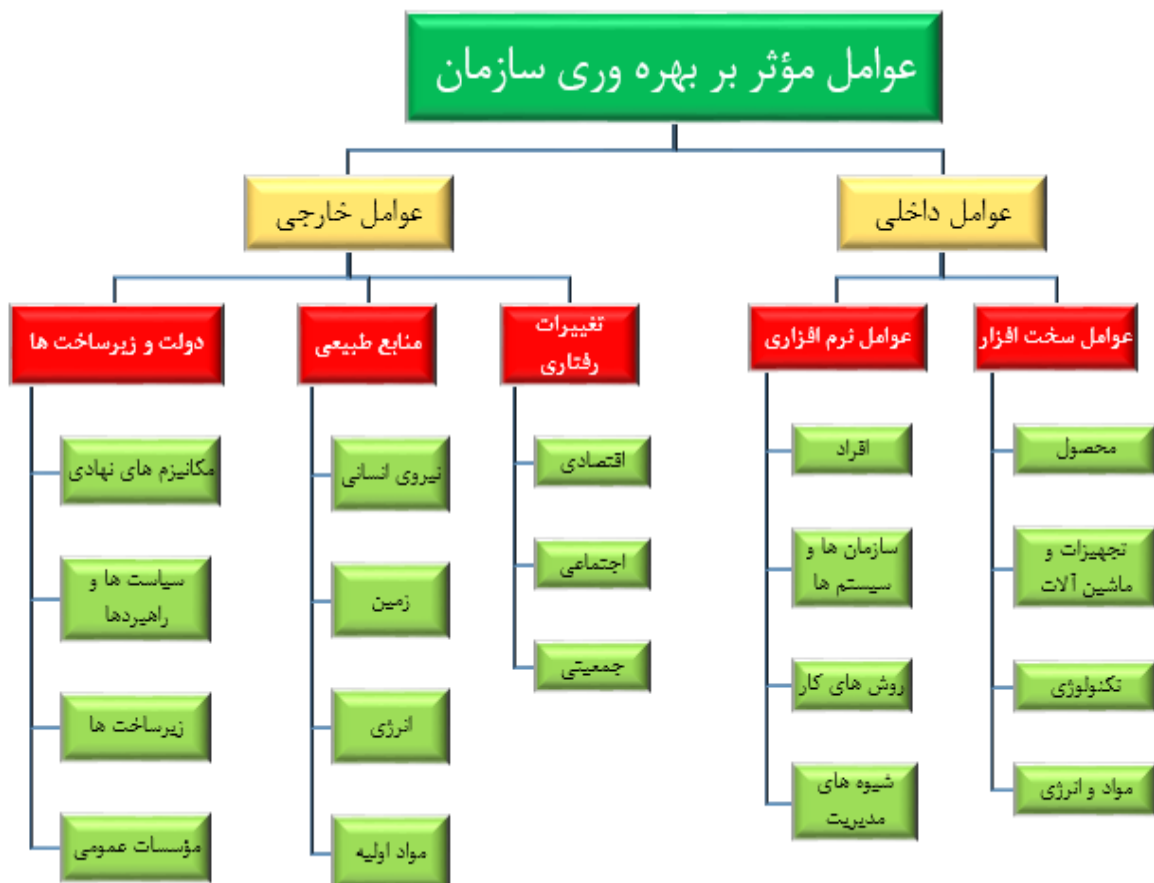 عوامل مؤثر بر بهره وری سازمان
عوامل داخلی
عوامل خارجی
عوامل سخت افزار
عوامل نرم افزاری
تغییرات
رفتاری
منابع طبیعی
دولت و زیرساخت ها
محصول
تجهیزات و
ماشین آلات
تکنولوژی
مواد و انرژی
افراد
سازمان ها و
سیستم ها
روش های کار
شیوه های
مدیریت
اقتصادی
اجتماعی
جمعیتی
نیروی انسانی
زمین
انرژی
مواد اولیه
مکانیزم های نهادی
سیاست ها و
راهبردها
زیرساخت ها
مؤسسات عمومی